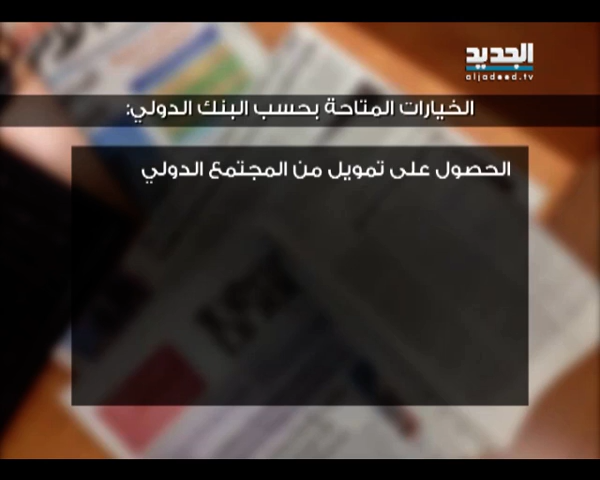 الجديد
aljadeed.tv
الخيارات المتاحة بحسب البنك الدولي:
الحصول على تمويل من المجتمع الدولي